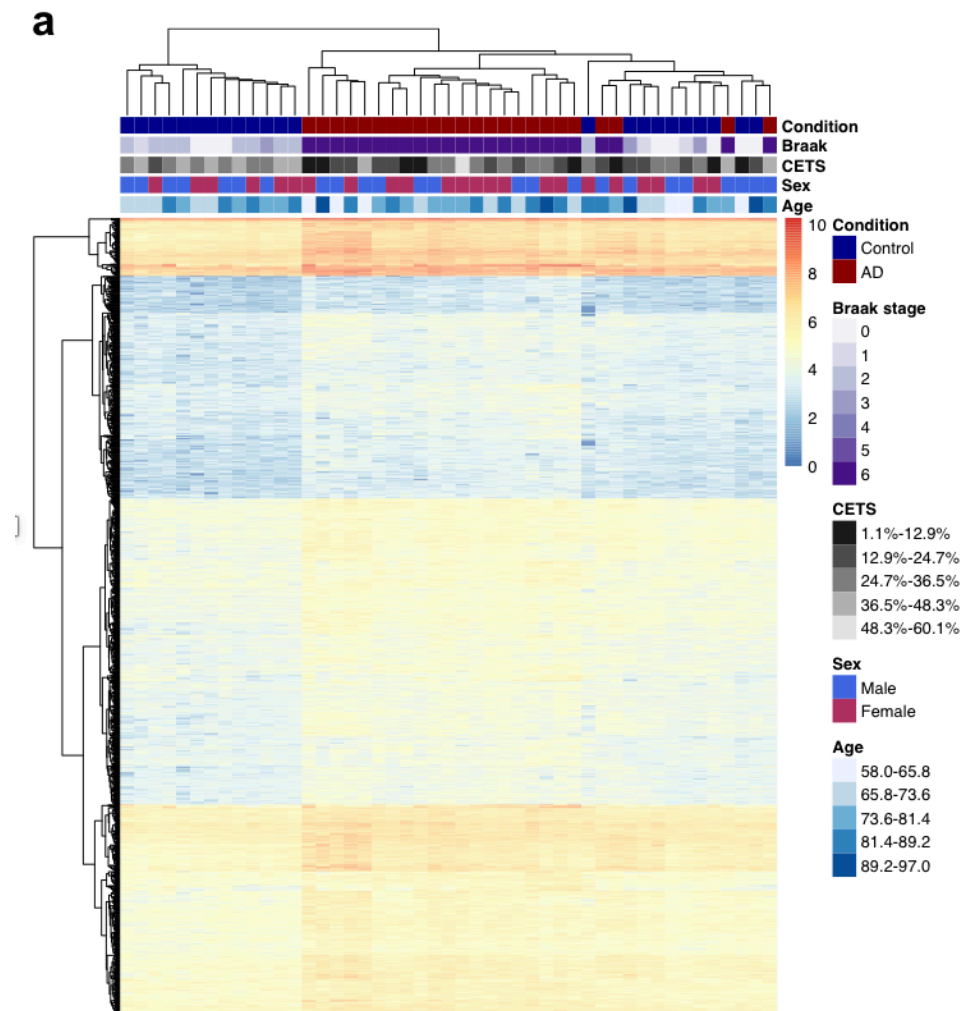 a
Condition
Braak
CETS
Sex
Age
10
8
6
4
2
0
Condition
Control
AD
Braak stage
0
1
2
3
4
5
6
CETS
1.1%-12.9%
12.9%-24.7%
24.7%-36.5%
36.5%-48.3%
48.3%-60.1%
Sex
Male
Female
Age
58.0-65.8
65.8-73.6
73.6-81.4
81.4-89.2
89.2-97.0